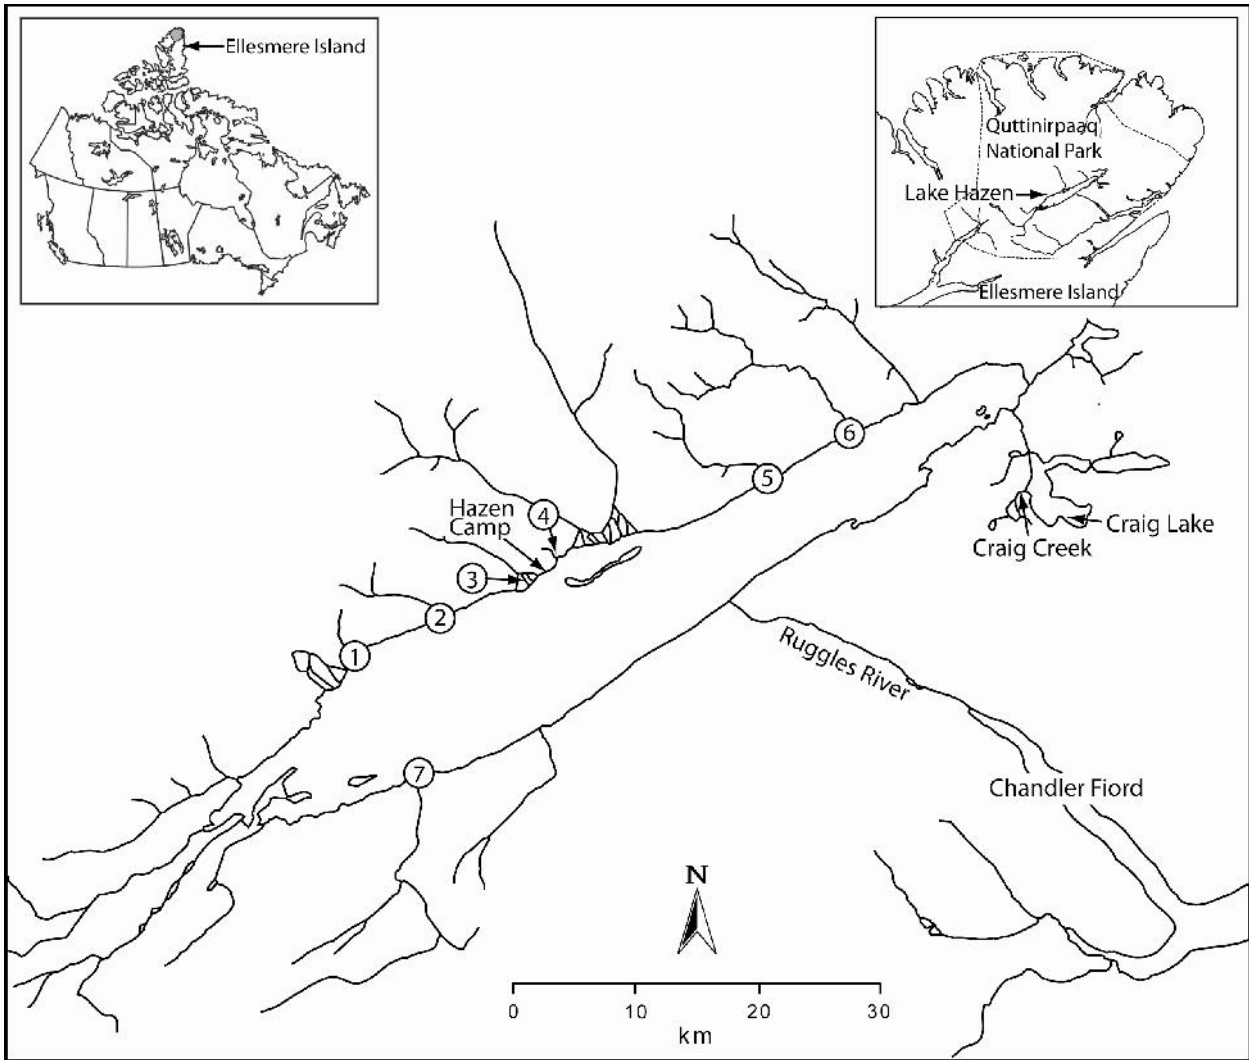 Ellesmere Island
Quttinirpaaq
National Park
Lake Hazen
Ellesmere Island
6
5
Hazen
Camp
4
3
2
1
7
Craig Lake
Craig Creek
Ruggles River
Chandler Fiord
N
0 10 20 30
km